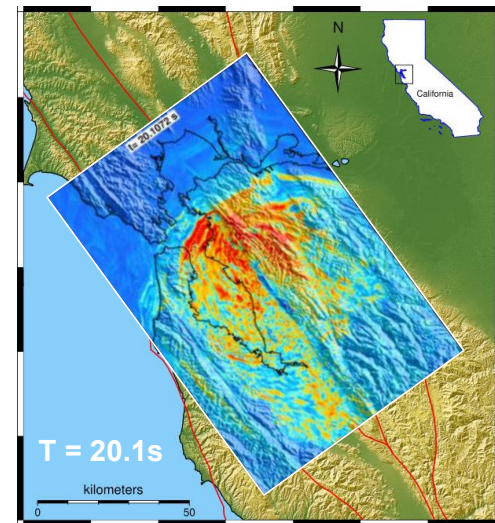 N
California
t= 20.1072 s
T = 20.1s
kilometers
0 50